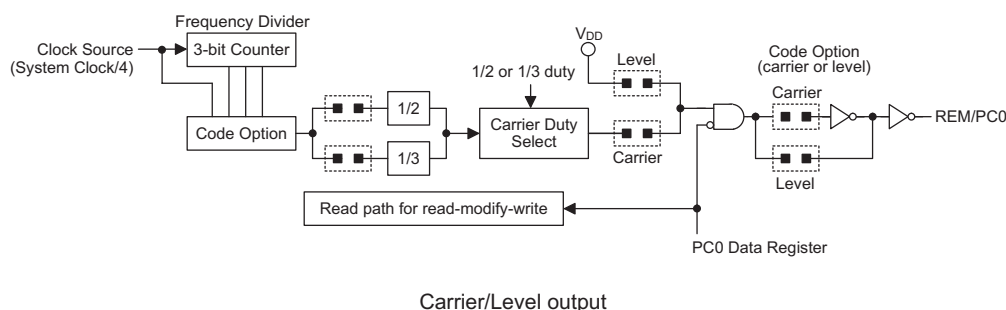 Frequency Divider
Clock Source
(System Clock/4)
3-bit Counter
Code Option
1/2
1/3
1/2 or 1/3 duty
Carrier Duty
Select
VDD
Level
Carrier
Code Option
(carrier or level)
Carrier
Level
REM/PC0
Read path for read-modify-write
PC0 Data Register
Carrier/Level output